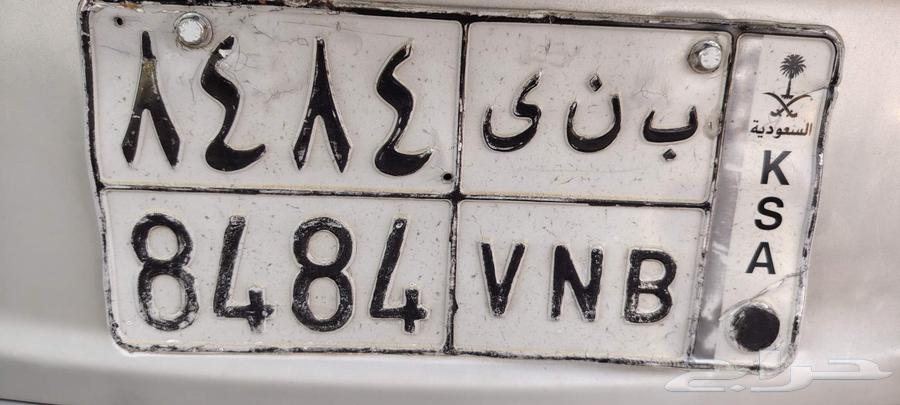 ٨٤٨٤ ب ن ى
8484 VNB
السعودية
K
S
A
حراج